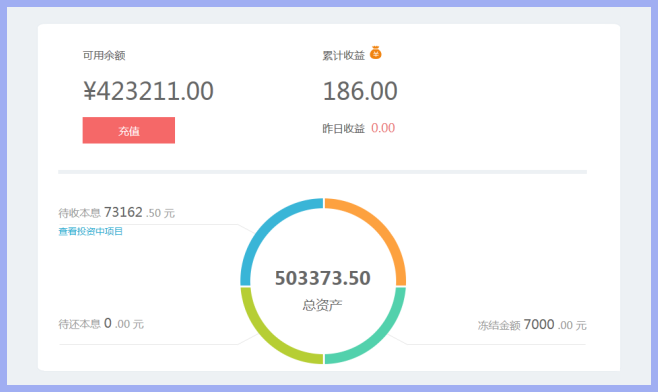 可用余额
累计收益
¥423211.00
186.00
充值
昨日收益 0.00
待收本息 73162 .50 元
查看投资中项目
503373.50
总资产
待还本息 0 .00 元
冻结金额 7000 .00 元